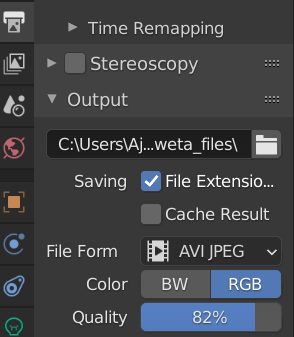 Time Remapping
Stereoscopy
Output
C:\Users\Aj...weta_files\
Saving File Extensio...
Cache Result
File Form AVI JPEG
Color BW RGB
Quality 82%